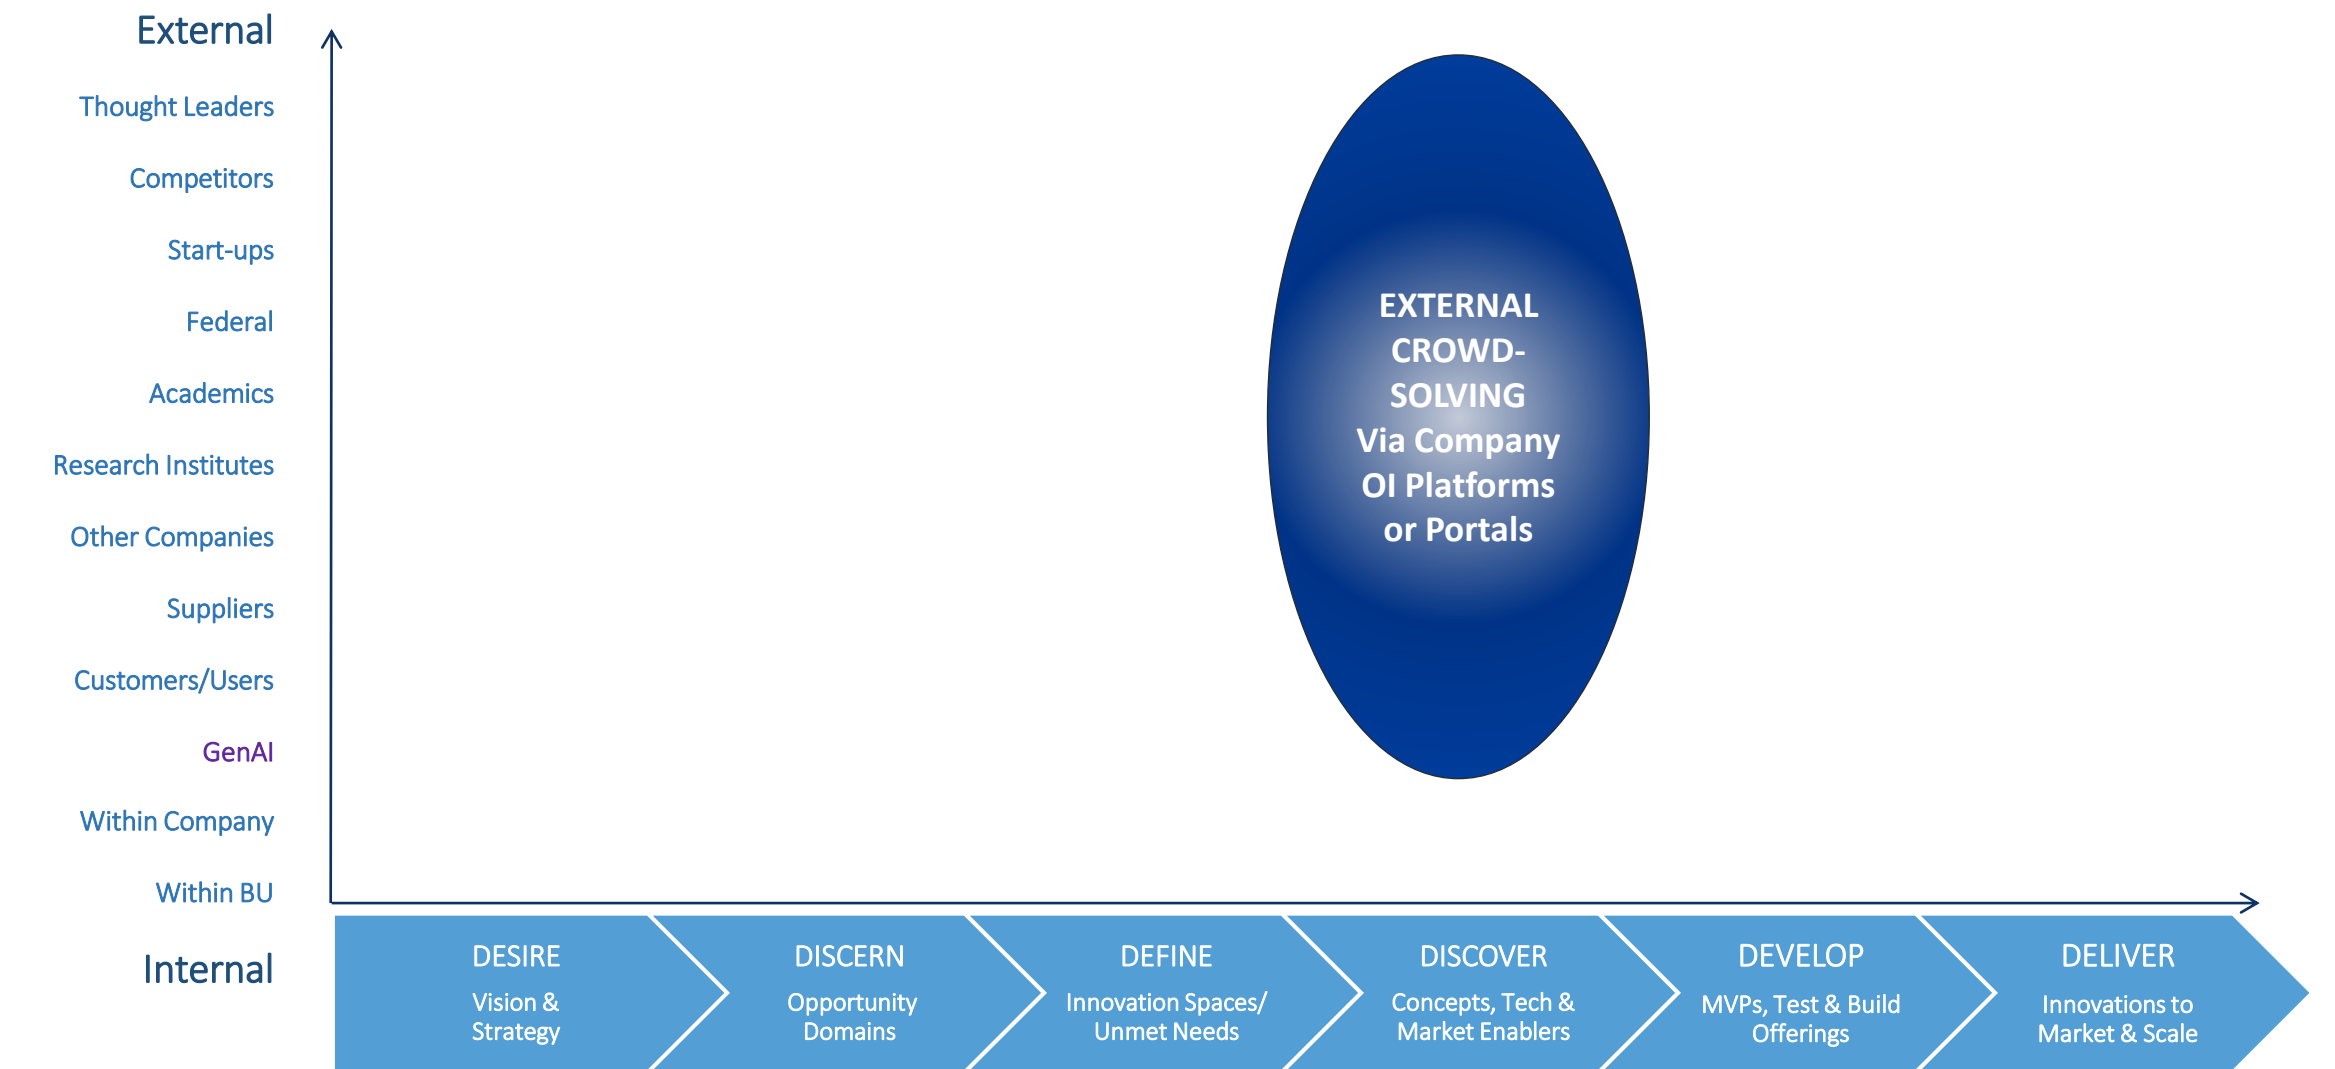 External
Thought Leaders
Competitors
Start-ups
Federal
Academics
Research Institutes
Other Companies
Suppliers
Customers/Users
GenAI
Within Company
Within BU
Internal
EXTERNAL
CROWD-
SOLVING
Via Company
OI Platforms
or Portals
DESIRE
Vision &
Strategy
DISCERN
Opportunity
Domains
DEFINE
Innovation Spaces/
Unmet Needs
DISCOVER
Concepts, Tech &
Market Enablers
DEVELOP
MVPs, Test & Build
Offerings
DELIVER
Innovations to
Market & Scale